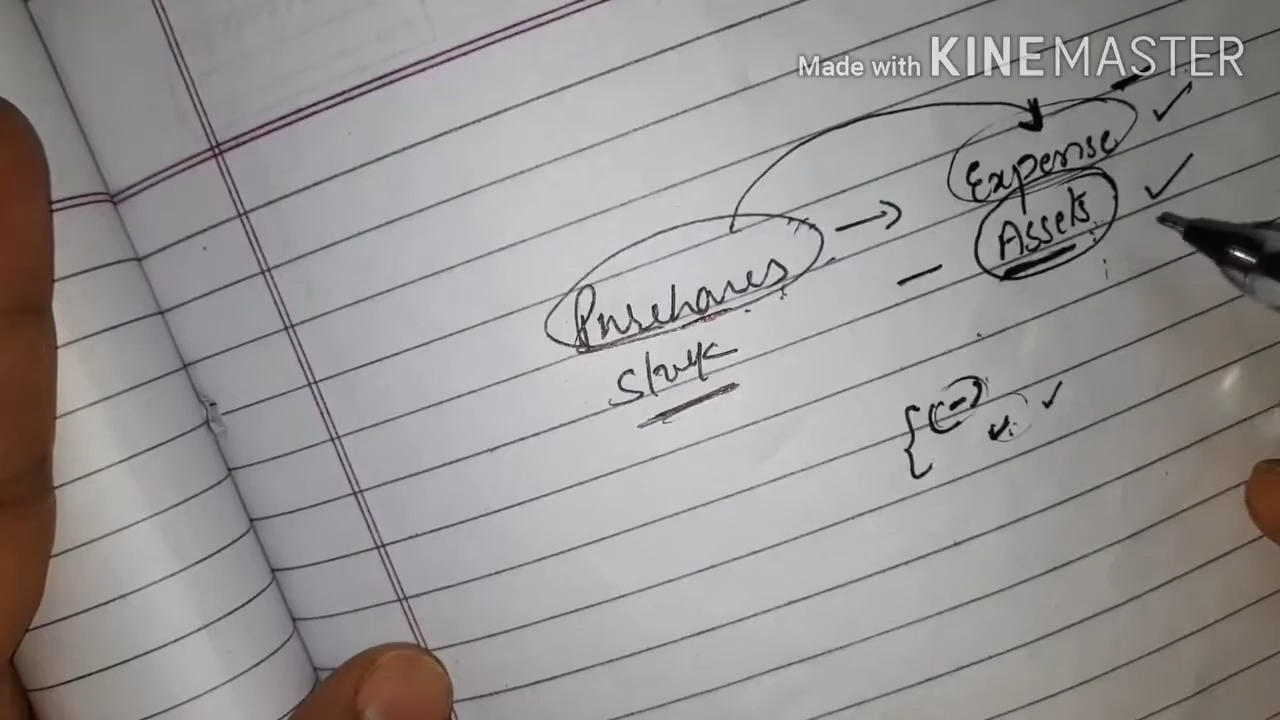 Made with KINEMASTER
Expense
Assets
Purchases
Stock